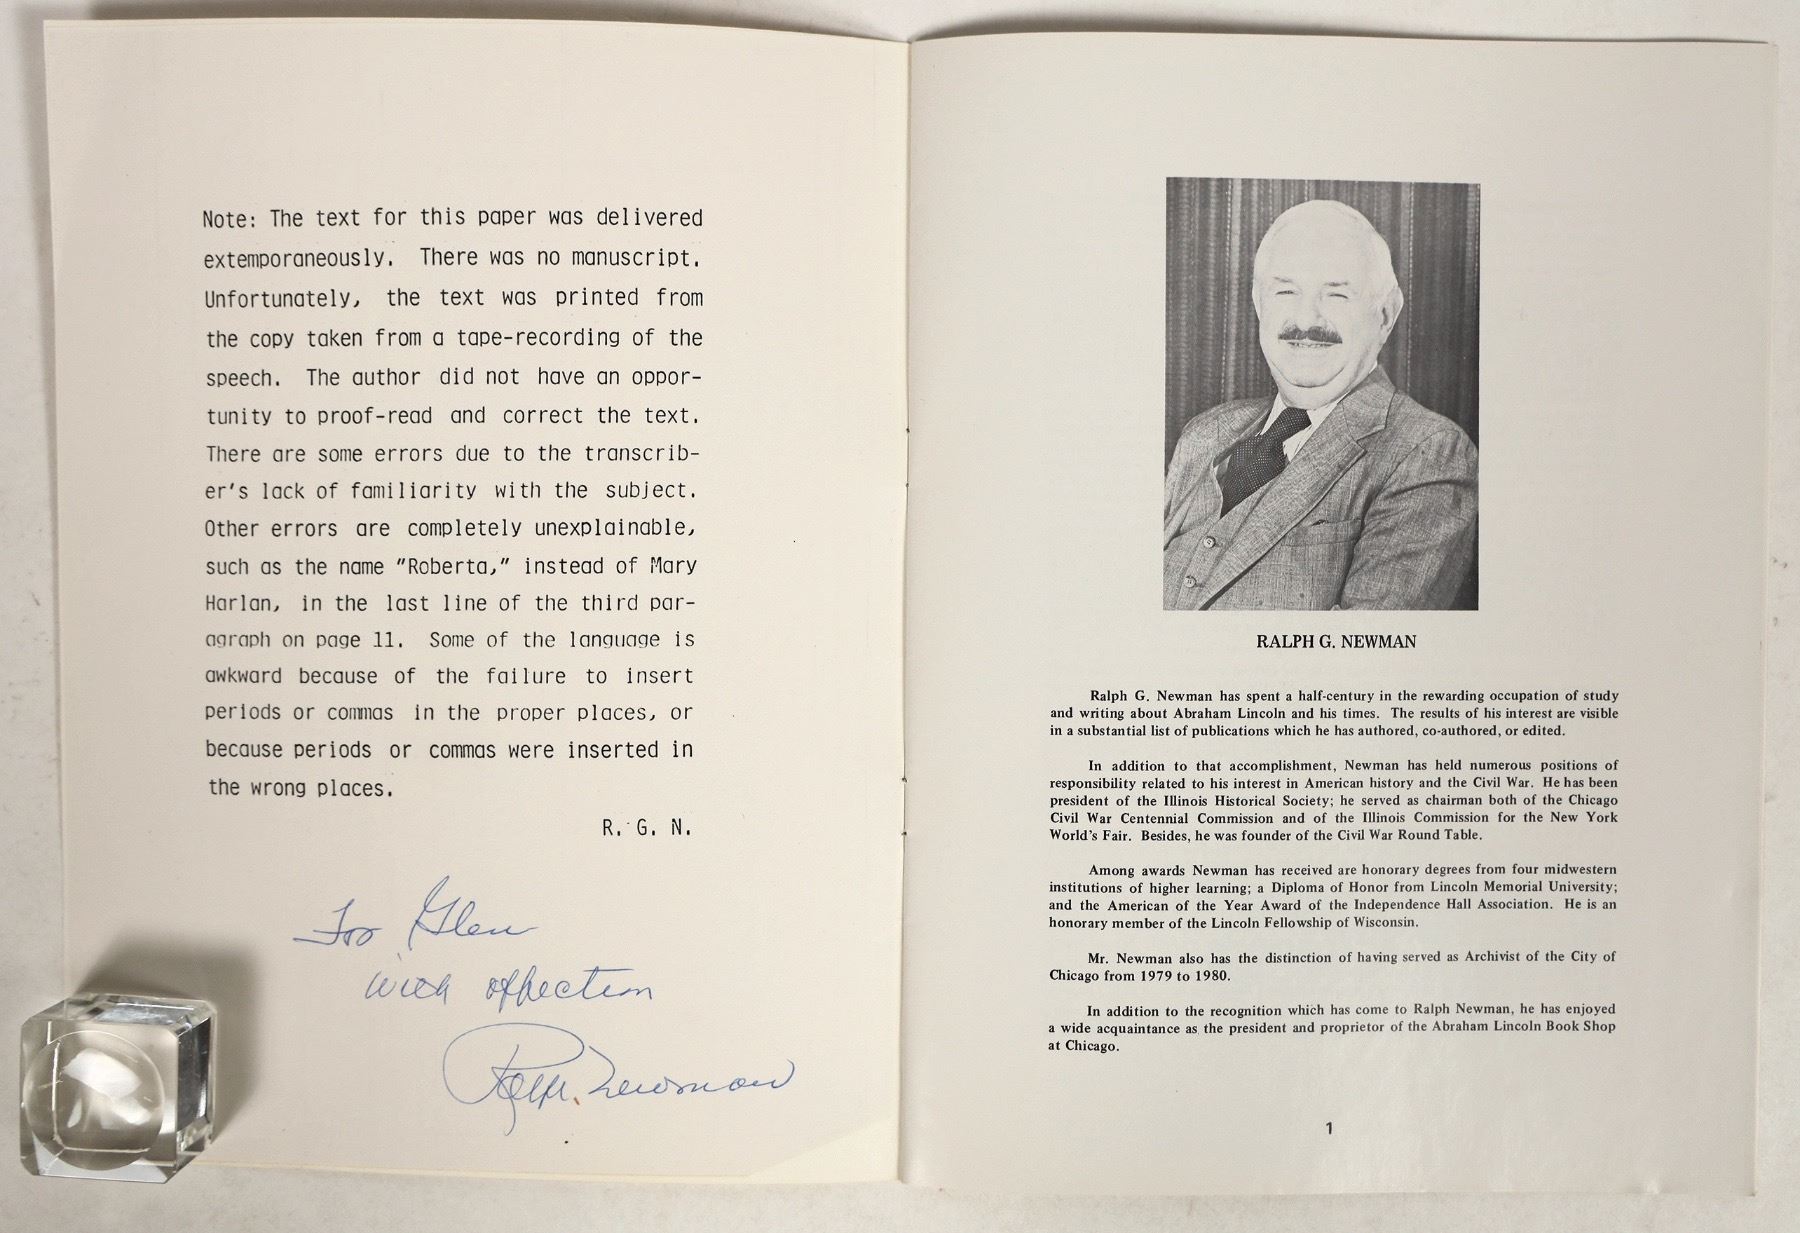 Note: The text for this paper was delivered
extemporaneously. There was no manuscript.
Unfortunately, the text was printed from
the copy taken from a tape-recording of the
speech. The author did not have an oppor-
tunity to proof-read and correct the text.
There are some errors due to the transcrib-
er's lack of familiarity with the subject.
Other errors are completely unexplainable,
such as the name "Roberta," instead of Mary
Harlan, in the last line of the third par-
agraph on page 11. Some of the language is
awkward because of the failure to insert
periods or commas in the proper places, or
because periods or commas were inserted in
the wrong places.
R. G. N.
For Glen
with affection
Ralph. Newman
RALPH G. NEWMAN
Ralph G. Newman has spent a half-century in the rewarding occupation of study
and writing about Abraham Lincoln and his times. The results of his interest are visible
in a substantial list of publications which he has authored, co-authored, or edited.
In addition to that accomplishment, Newman has held numerous positions of
responsibility related to his interest in American history and the Civil War. He has been
president of the Illinois Historical Society; he served as chairman both of the Chicago
Civil War Centennial Commission and of the Illinois Commission for the New York
World's Fair. Besides, he was founder of the Civil War Round Table.
Among awards Newman has received are honorary degrees from four midwestern
institutions of higher learning; a Diploma of Honor from Lincoln Memorial University;
and the American of the Year Award of the Independence Hall Association. He is an
honorary member of the Lincoln Fellowship of Wisconsin.
Mr. Newman also has the distinction of having served as Archivist of the City of
Chicago from 1979 to 1980.
In addition to the recognition which has come to Ralph Newman, he has enjoyed
a wide acquaintance as the president and proprietor of the Abraham Lincoln Book Shop
at Chicago.
1